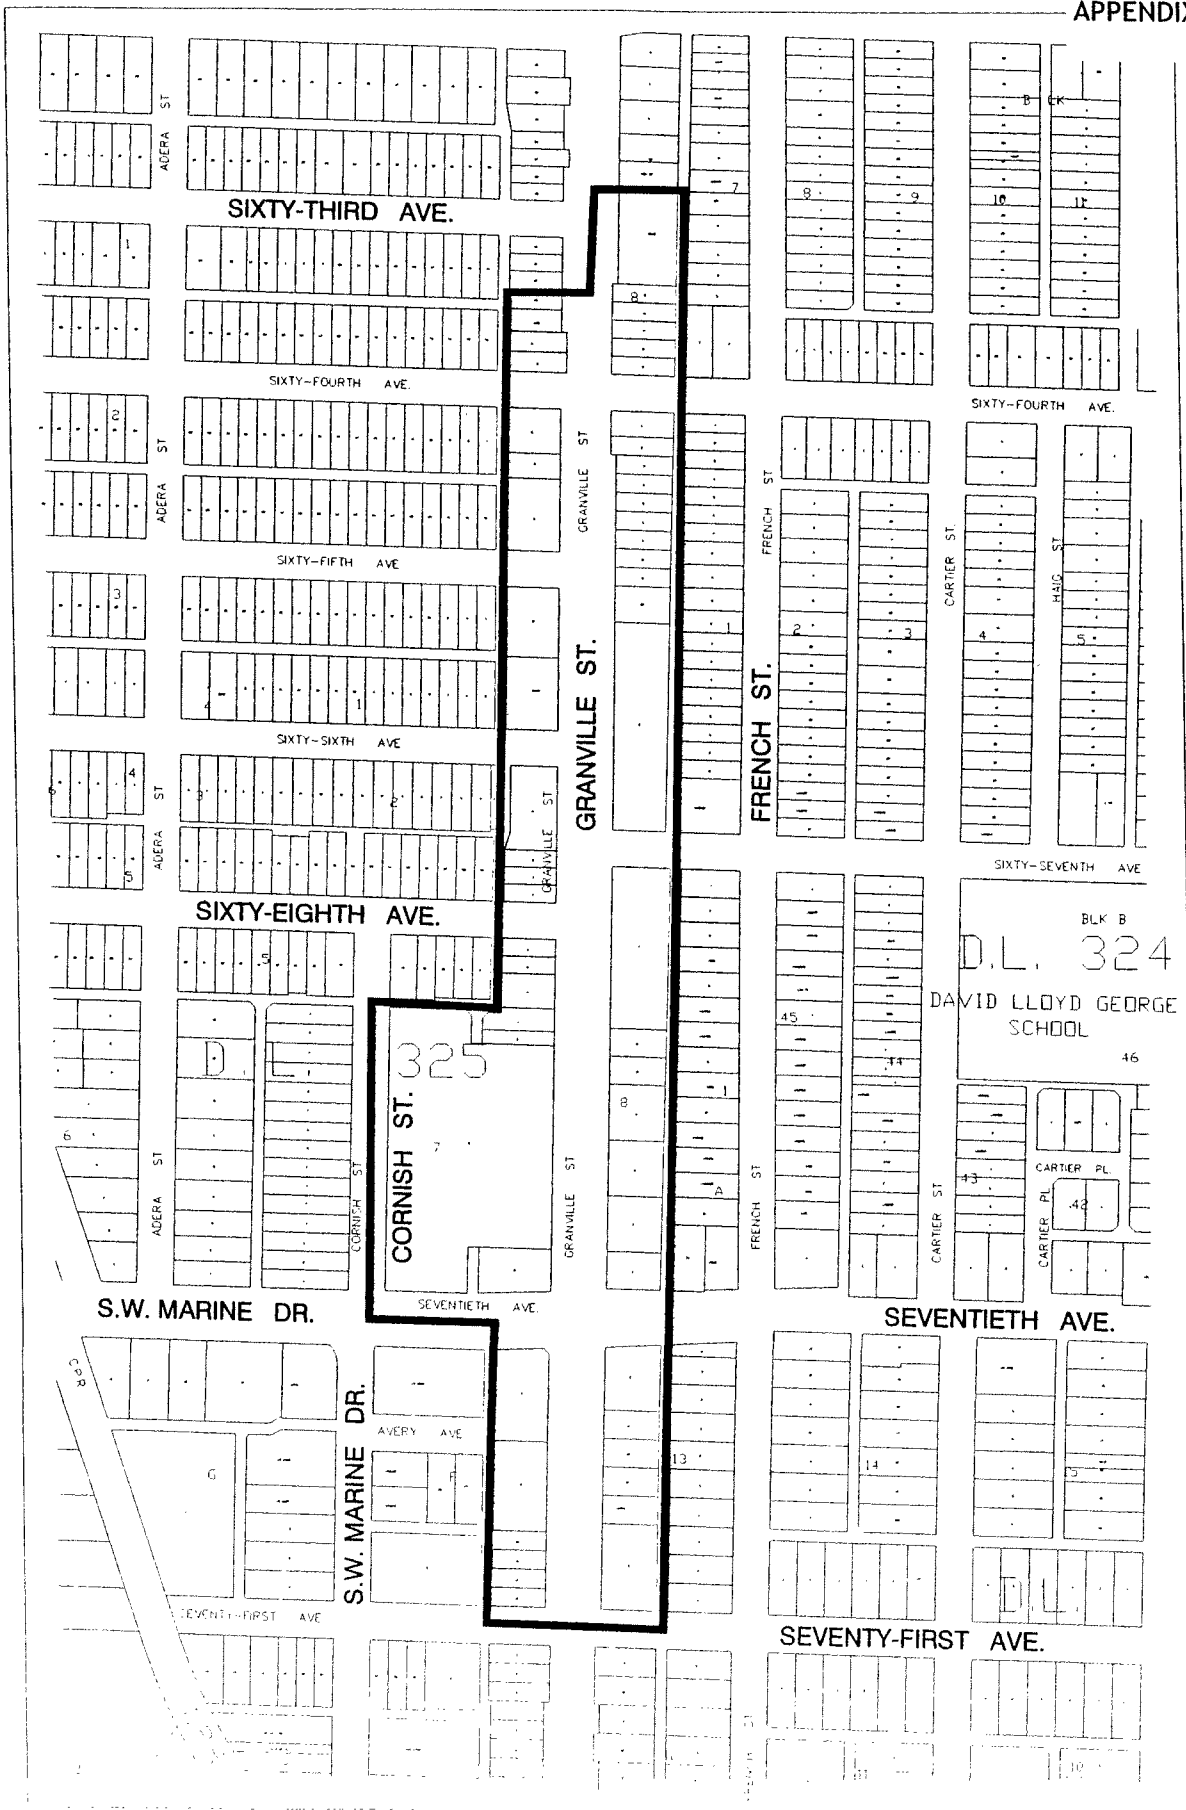 APPENDIX
ADERA ST
B CK
7
8
9
10
11
SIXTY-THIRD AVE.
1
8
SIXTY-FOURTH AVE.
SIXTY-FOURTH AVE.
2
ADERA ST
GRANVILLE ST
FRENCH ST
CARTIER ST.
HAIG ST
SIXTY-FIFTH AVE
3
1
2
3
4
5
GRANVILLE ST.
FRENCH ST.
4
1
SIXTY-SIXTH AVE
6
4
3
2
ADERA ST
GRANVILLE ST
5
SIXTY-SEVENTH AVE
SIXTY-EIGHTH AVE.
BLK B
D.L. 324
DAVID LLOYD GEORGE
SCHOOL
46
5
45
44
D. L. 325
1
8
6
7
CORNISH ST.
CORNISH ST
ADERA ST
GRANVILLE ST
FRENCH ST
A
CARTIER ST
43
CARTIER PL.
42
CARTIER PL
SEVENTIETH AVE.
S.W. MARINE DR.
SEVENTIETH AVE.
CPR
S.W. MARINE DR.
AVERY AVE
G
F
13
14
15
D.L.
SEVENTY-FIRST AVE
SEVENTY-FIRST AVE.